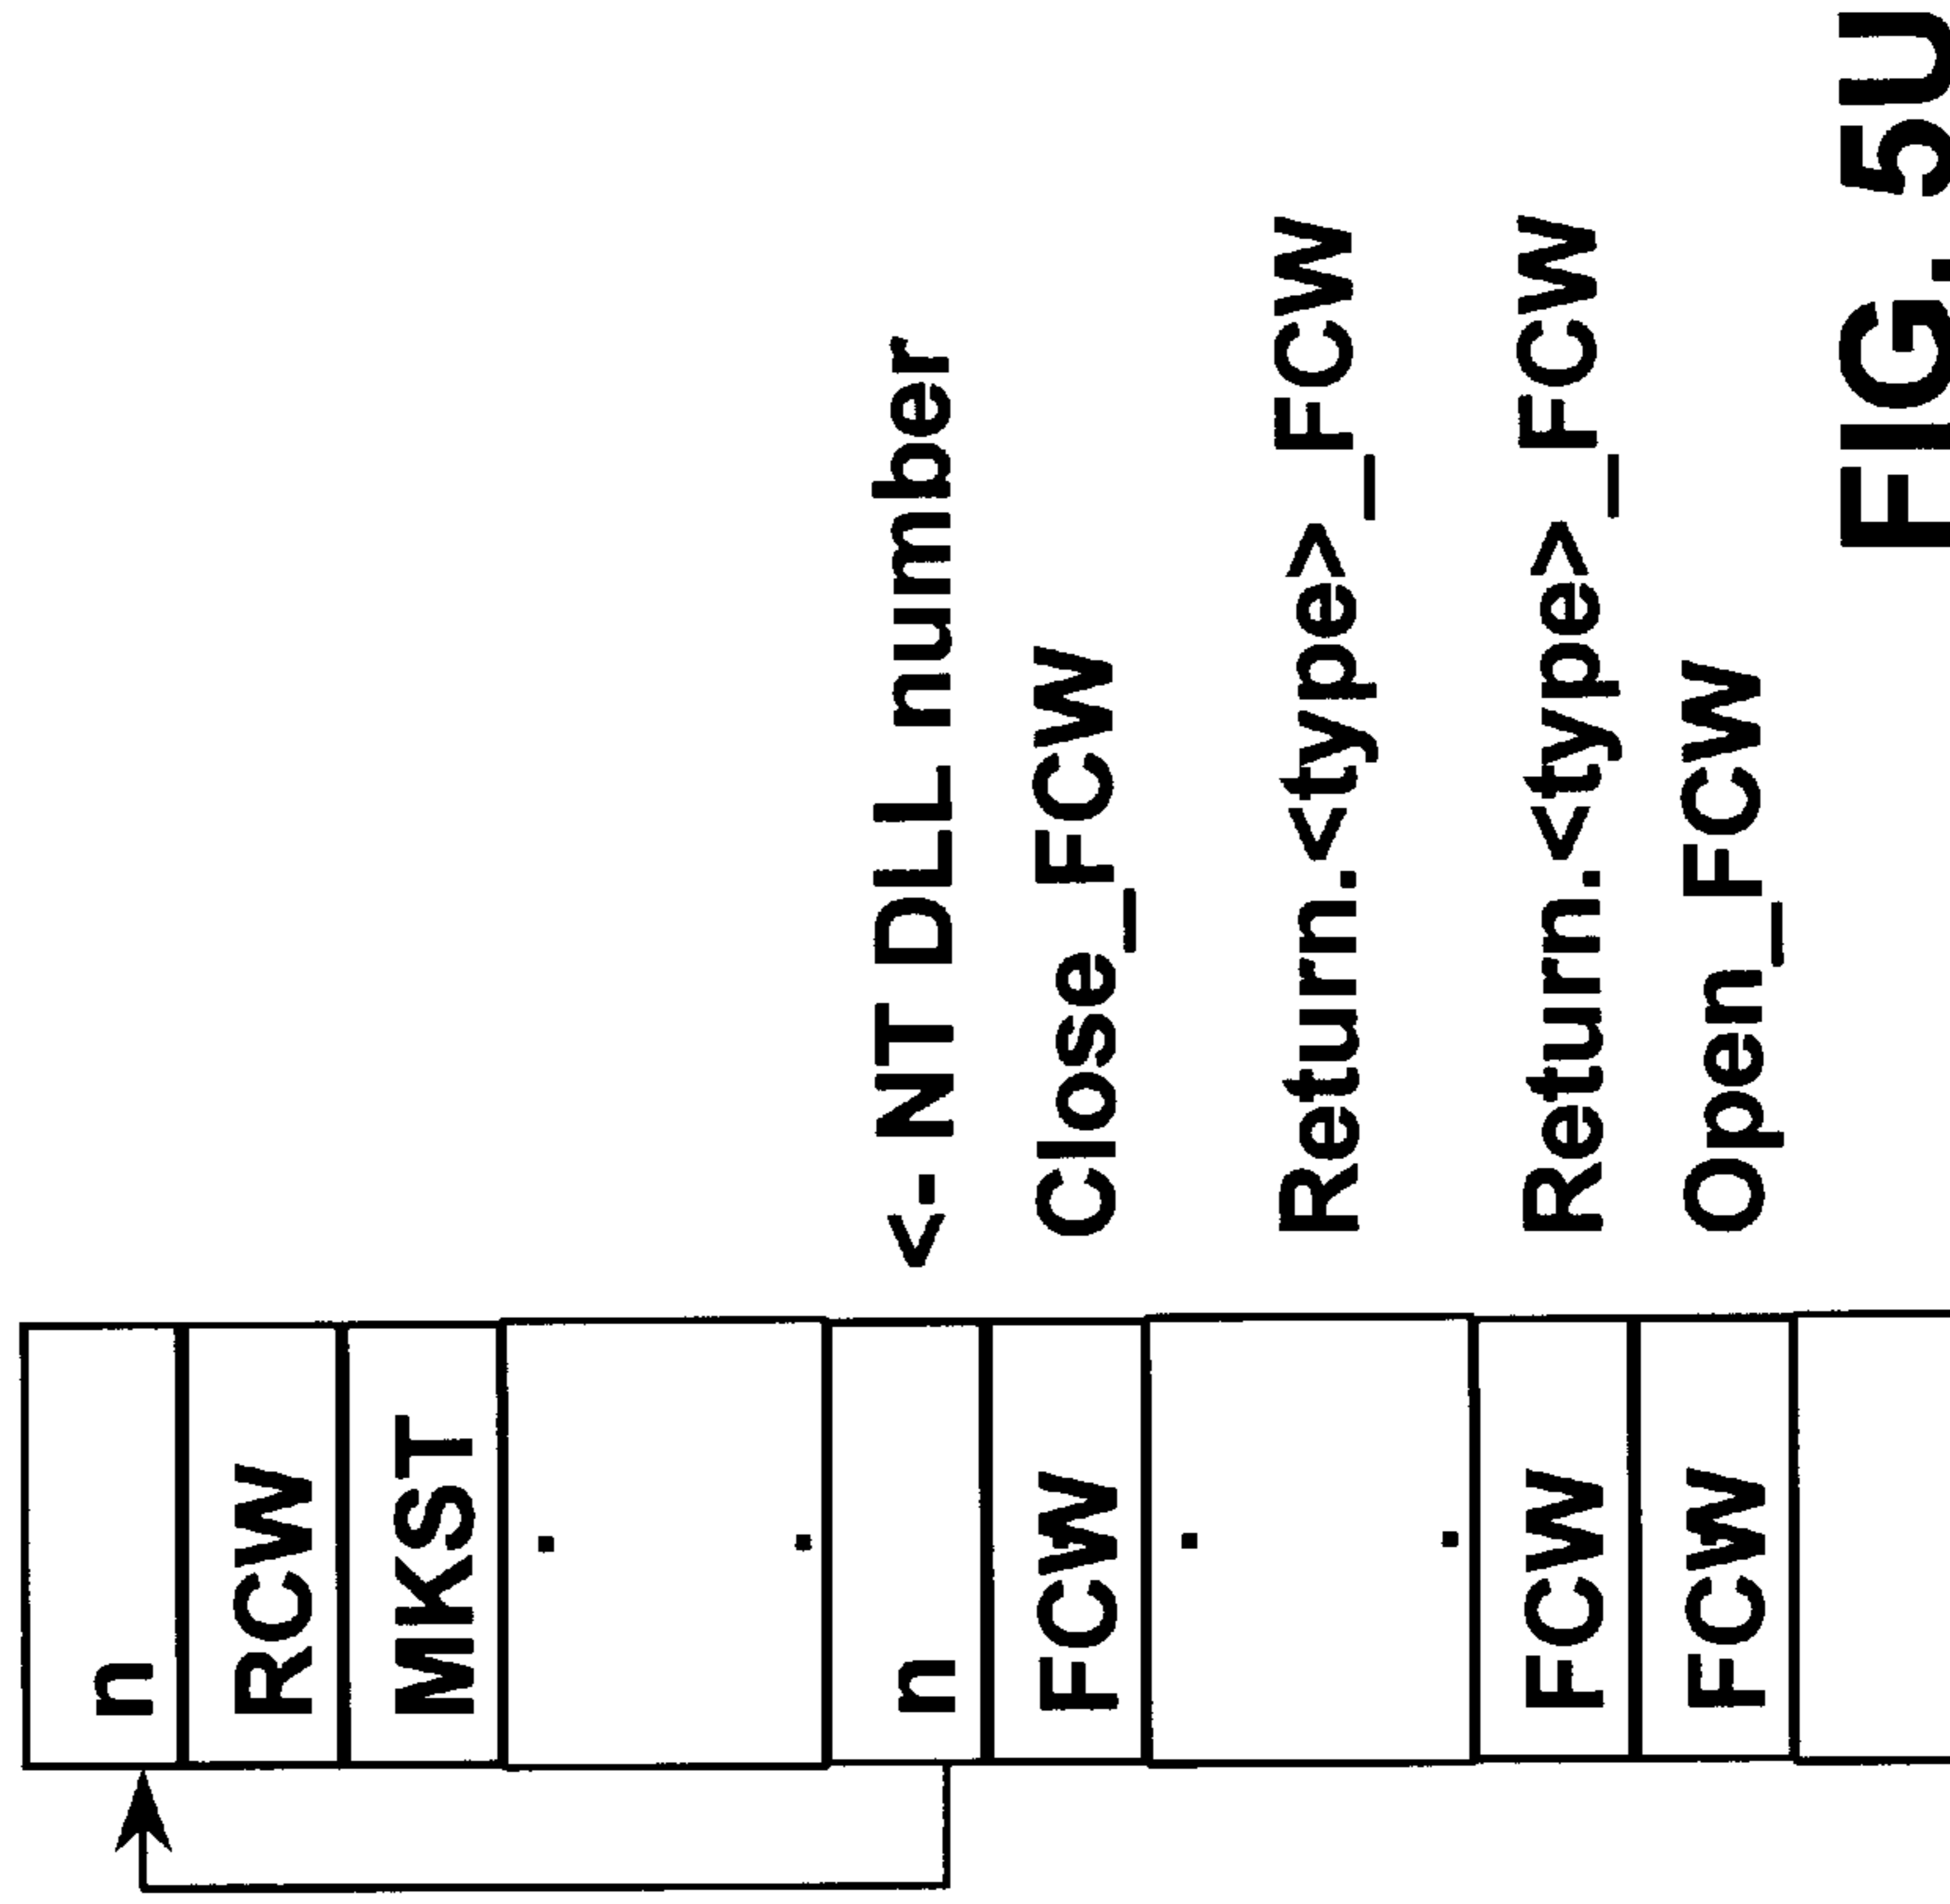 n
RCW
MKST
.
.
n <- NT DLL number
FCW Close_FCW
.
Return.<type>_FCW
.
FCW Return.<type>_FCW
FCW Open_FCW
FIG. 5U